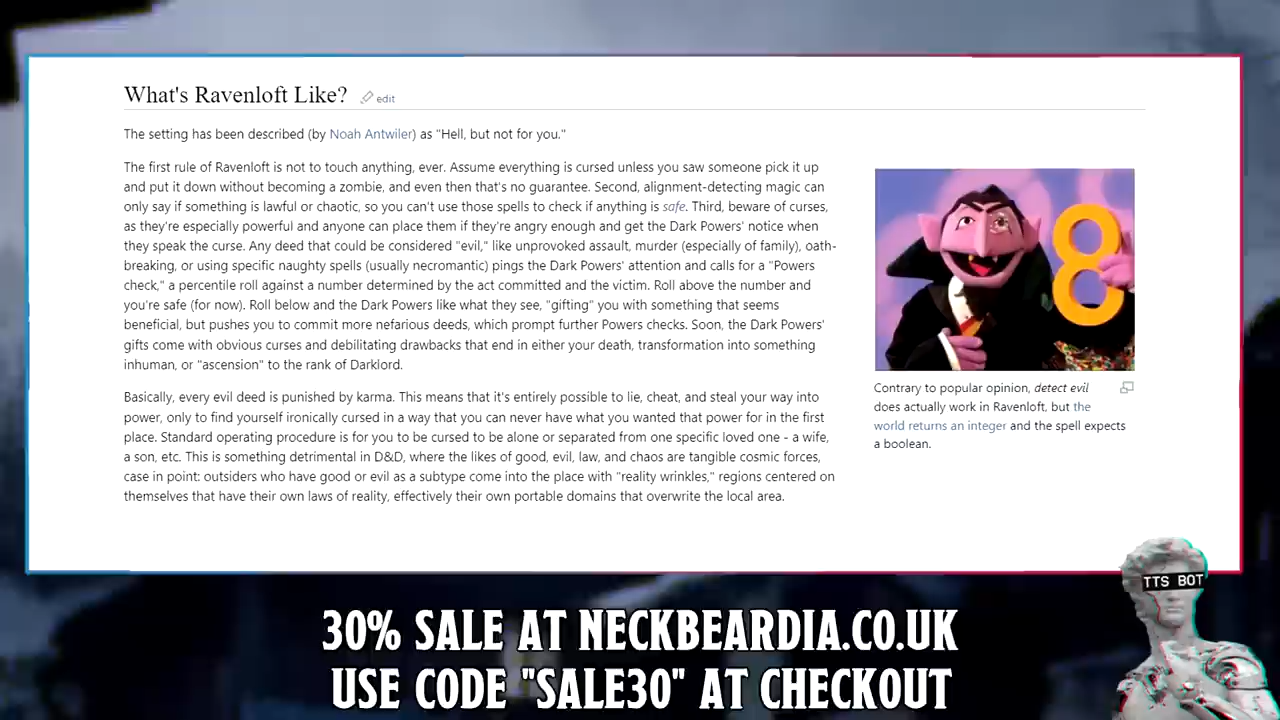 What's Ravenloft Like?
edit
The setting has been described (by Noah Antwiler) as "Hell, but not for you."
The first rule of Ravenloft is not to touch anything, ever. Assume everything is cursed unless you saw someone pick it up
and put it down without becoming a zombie, and even then that's no guarantee. Second, alignment-detecting magic can
only say if something is lawful or chaotic, so you can't use those spells to check if anything is safe. Third, beware of curses,
as they're especially powerful and anyone can place them if they're angry enough and get the Dark Powers' notice when
they speak the curse. Any deed that could be considered "evil," like unprovoked assault, murder (especially of family), oath-
breaking, or using specific naughty spells (usually necromantic) pings the Dark Powers' attention and calls for a "Powers
check," a percentile roll against a number determined by the act committed and the victim. Roll above the number and
you're safe (for now). Roll below and the Dark Powers like what they see, "gifting" you with something that seems
beneficial, but pushes you to commit more nefarious deeds, which prompt further Powers checks. Soon, the Dark Powers'
gifts come with obvious curses and debilitating drawbacks that end in either your death, transformation into something
inhuman, or "ascension" to the rank of Darklord.
Basically, every evil deed is punished by karma. This means that it's entirely possible to lie, cheat, and steal your way into
power, only to find yourself ironically cursed in a way that you can never have what you wanted that power for in the first
place. Standard operating procedure is for you to be cursed to be alone or separated from one specific loved one - a wife,
a son, etc. This is something detrimental in D&D, where the likes of good, evil, law, and chaos are tangible cosmic forces,
case in point: outsiders who have good or evil as a subtype come into the place with "reality wrinkles," regions centered on
themselves that have their own laws of reality, effectively their own portable domains that overwrite the local area.
8
Contrary to popular opinion, detect evil
does actually work in Ravenloft, but the
world returns an integer and the spell expects
a boolean.
TTS BOT
30% SALE AT NECKBEARDIA.CO.UK
USE CODE "SALE30" AT CHECKOUT